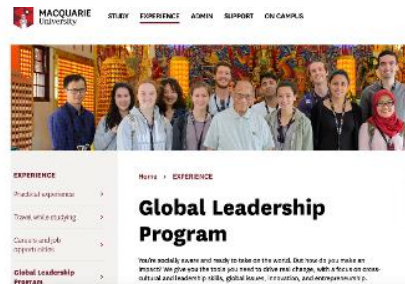 MACQUARIE
University
STUDY EXPERIENCE ADMIN SUPPORT ON CAMPUS
EXPERIENCE
Practical experience
Travel while studying
Careers and job
opportunities
Global Leadership
Program
Home › EXPERIENCE
Global Leadership
Program
You're socially aware and ready to take on the world. But how do you make an
impact? We give you the tools you need to drive real change, with a focus on cross-
cultural and leadership skills, global issues, innovation, and entrepreneurship.